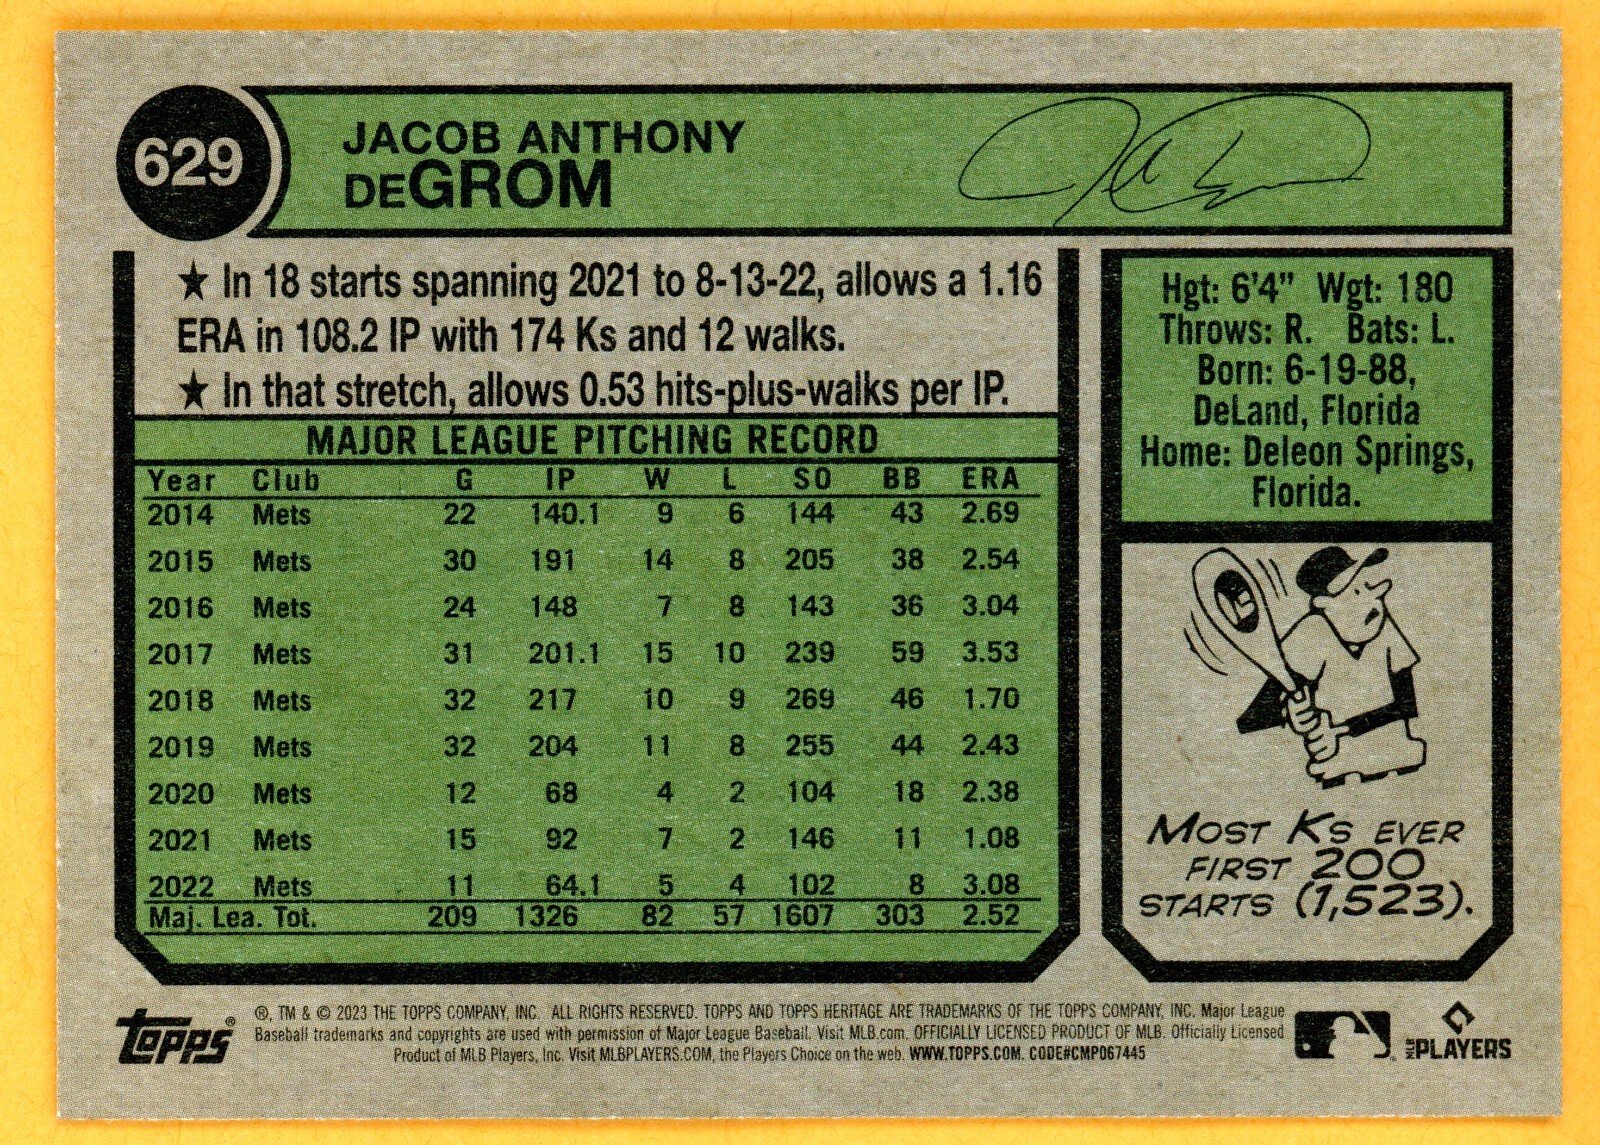 629
JACOB ANTHONY
DEGROM
★ In 18 starts spanning 2021 to 8-13-22, allows a 1.16
ERA in 108.2 IP with 174 Ks and 12 walks.
★ In that stretch, allows 0.53 hits-plus-walks per IP.
MAJOR LEAGUE PITCHING RECORD
Year Club G IP W L SO BB ERA
2014 Mets 22 140.1 9 6 144 43 2.69
2015 Mets 30 191 14 8 205 38 2.54
2016 Mets 24 148 7 8 143 36 3.04
2017 Mets 31 201.1 15 10 239 59 3.53
2018 Mets 32 217 10 9 269 46 1.70
2019 Mets 32 204 11 8 255 44 2.43
2020 Mets 12 68 4 2 104 18 2.38
2021 Mets 15 92 7 2 146 11 1.08
2022 Mets 11 64.1 5 4 102 8 3.08
Maj. Lea. Tot. 209 1326 82 57 1607 303 2.52
Hgt: 6'4" Wgt: 180
Throws: R. Bats: L.
Born: 6-19-88,
DeLand, Florida
Home: Deleon Springs,
Florida.
K
MOST KS EVER
FIRST 200
STARTS (1,523).
topps®
®, TM & © 2023 THE TOPPS COMPANY, INC. ALL RIGHTS RESERVED. TOPPS AND TOPPS HERITAGE ARE TRADEMARKS OF THE TOPPS COMPANY, INC. Major League
Baseball trademarks and copyrights are used with permission of Major League Baseball. Visit MLB.com. OFFICIALLY LICENSED PRODUCT OF MLB. Officially Licensed
Product of MLB Players, Inc. Visit MLBPLAYERS.COM, the Players Choice on the web. WWW.TOPPS.COM. CODE#CMP067445
MLB PLAYERS